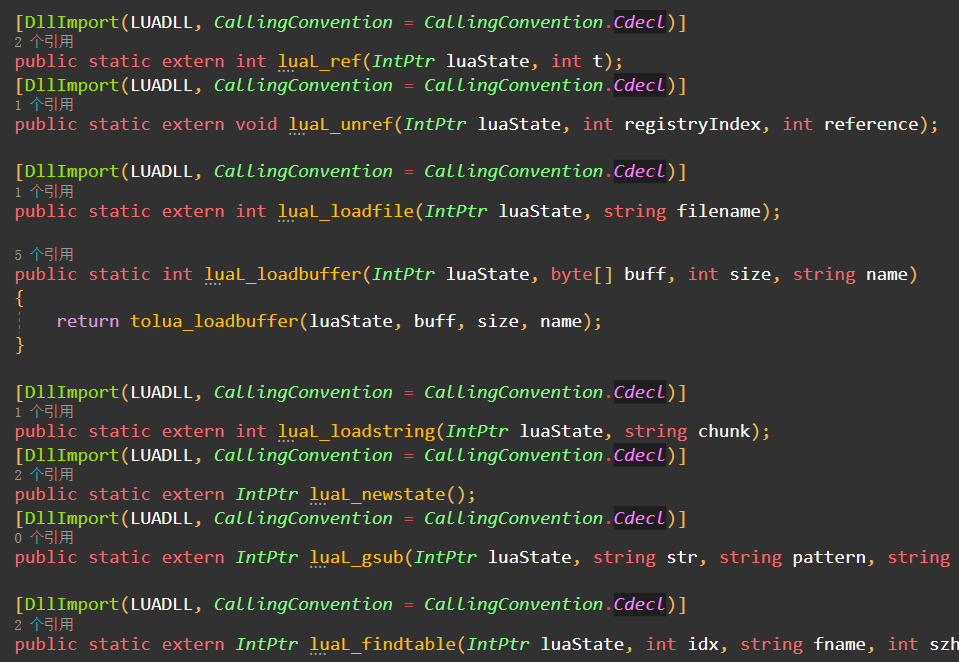 [DllImport(LUADLL, CallingConvention = CallingConvention.Cdecl)]
2 个引用
public static extern int luaL_ref(IntPtr luaState, int t);
[DllImport(LUADLL, CallingConvention = CallingConvention.Cdecl)]
1 个引用
public static extern void luaL_unref(IntPtr luaState, int registryIndex, int reference);
[DllImport(LUADLL, CallingConvention = CallingConvention.Cdecl)]
1 个引用
public static extern int luaL_loadfile(IntPtr luaState, string filename);
5 个引用
public static int luaL_loadbuffer(IntPtr luaState, byte[] buff, int size, string name)
{
return tolua_loadbuffer(luaState, buff, size, name);
}
[DllImport(LUADLL, CallingConvention = CallingConvention.Cdecl)]
1 个引用
public static extern int luaL_loadstring(IntPtr luaState, string chunk);
[DllImport(LUADLL, CallingConvention = CallingConvention.Cdecl)]
2 个引用
public static extern IntPtr luaL_newstate();
[DllImport(LUADLL, CallingConvention = CallingConvention.Cdecl)]
0 个引用
public static extern IntPtr luaL_gsub(IntPtr luaState, string str, string pattern, string
[DllImport(LUADLL, CallingConvention = CallingConvention.Cdecl)]
2 个引用
public static extern IntPtr luaL_findtable(IntPtr luaState, int idx, string fname, int szh